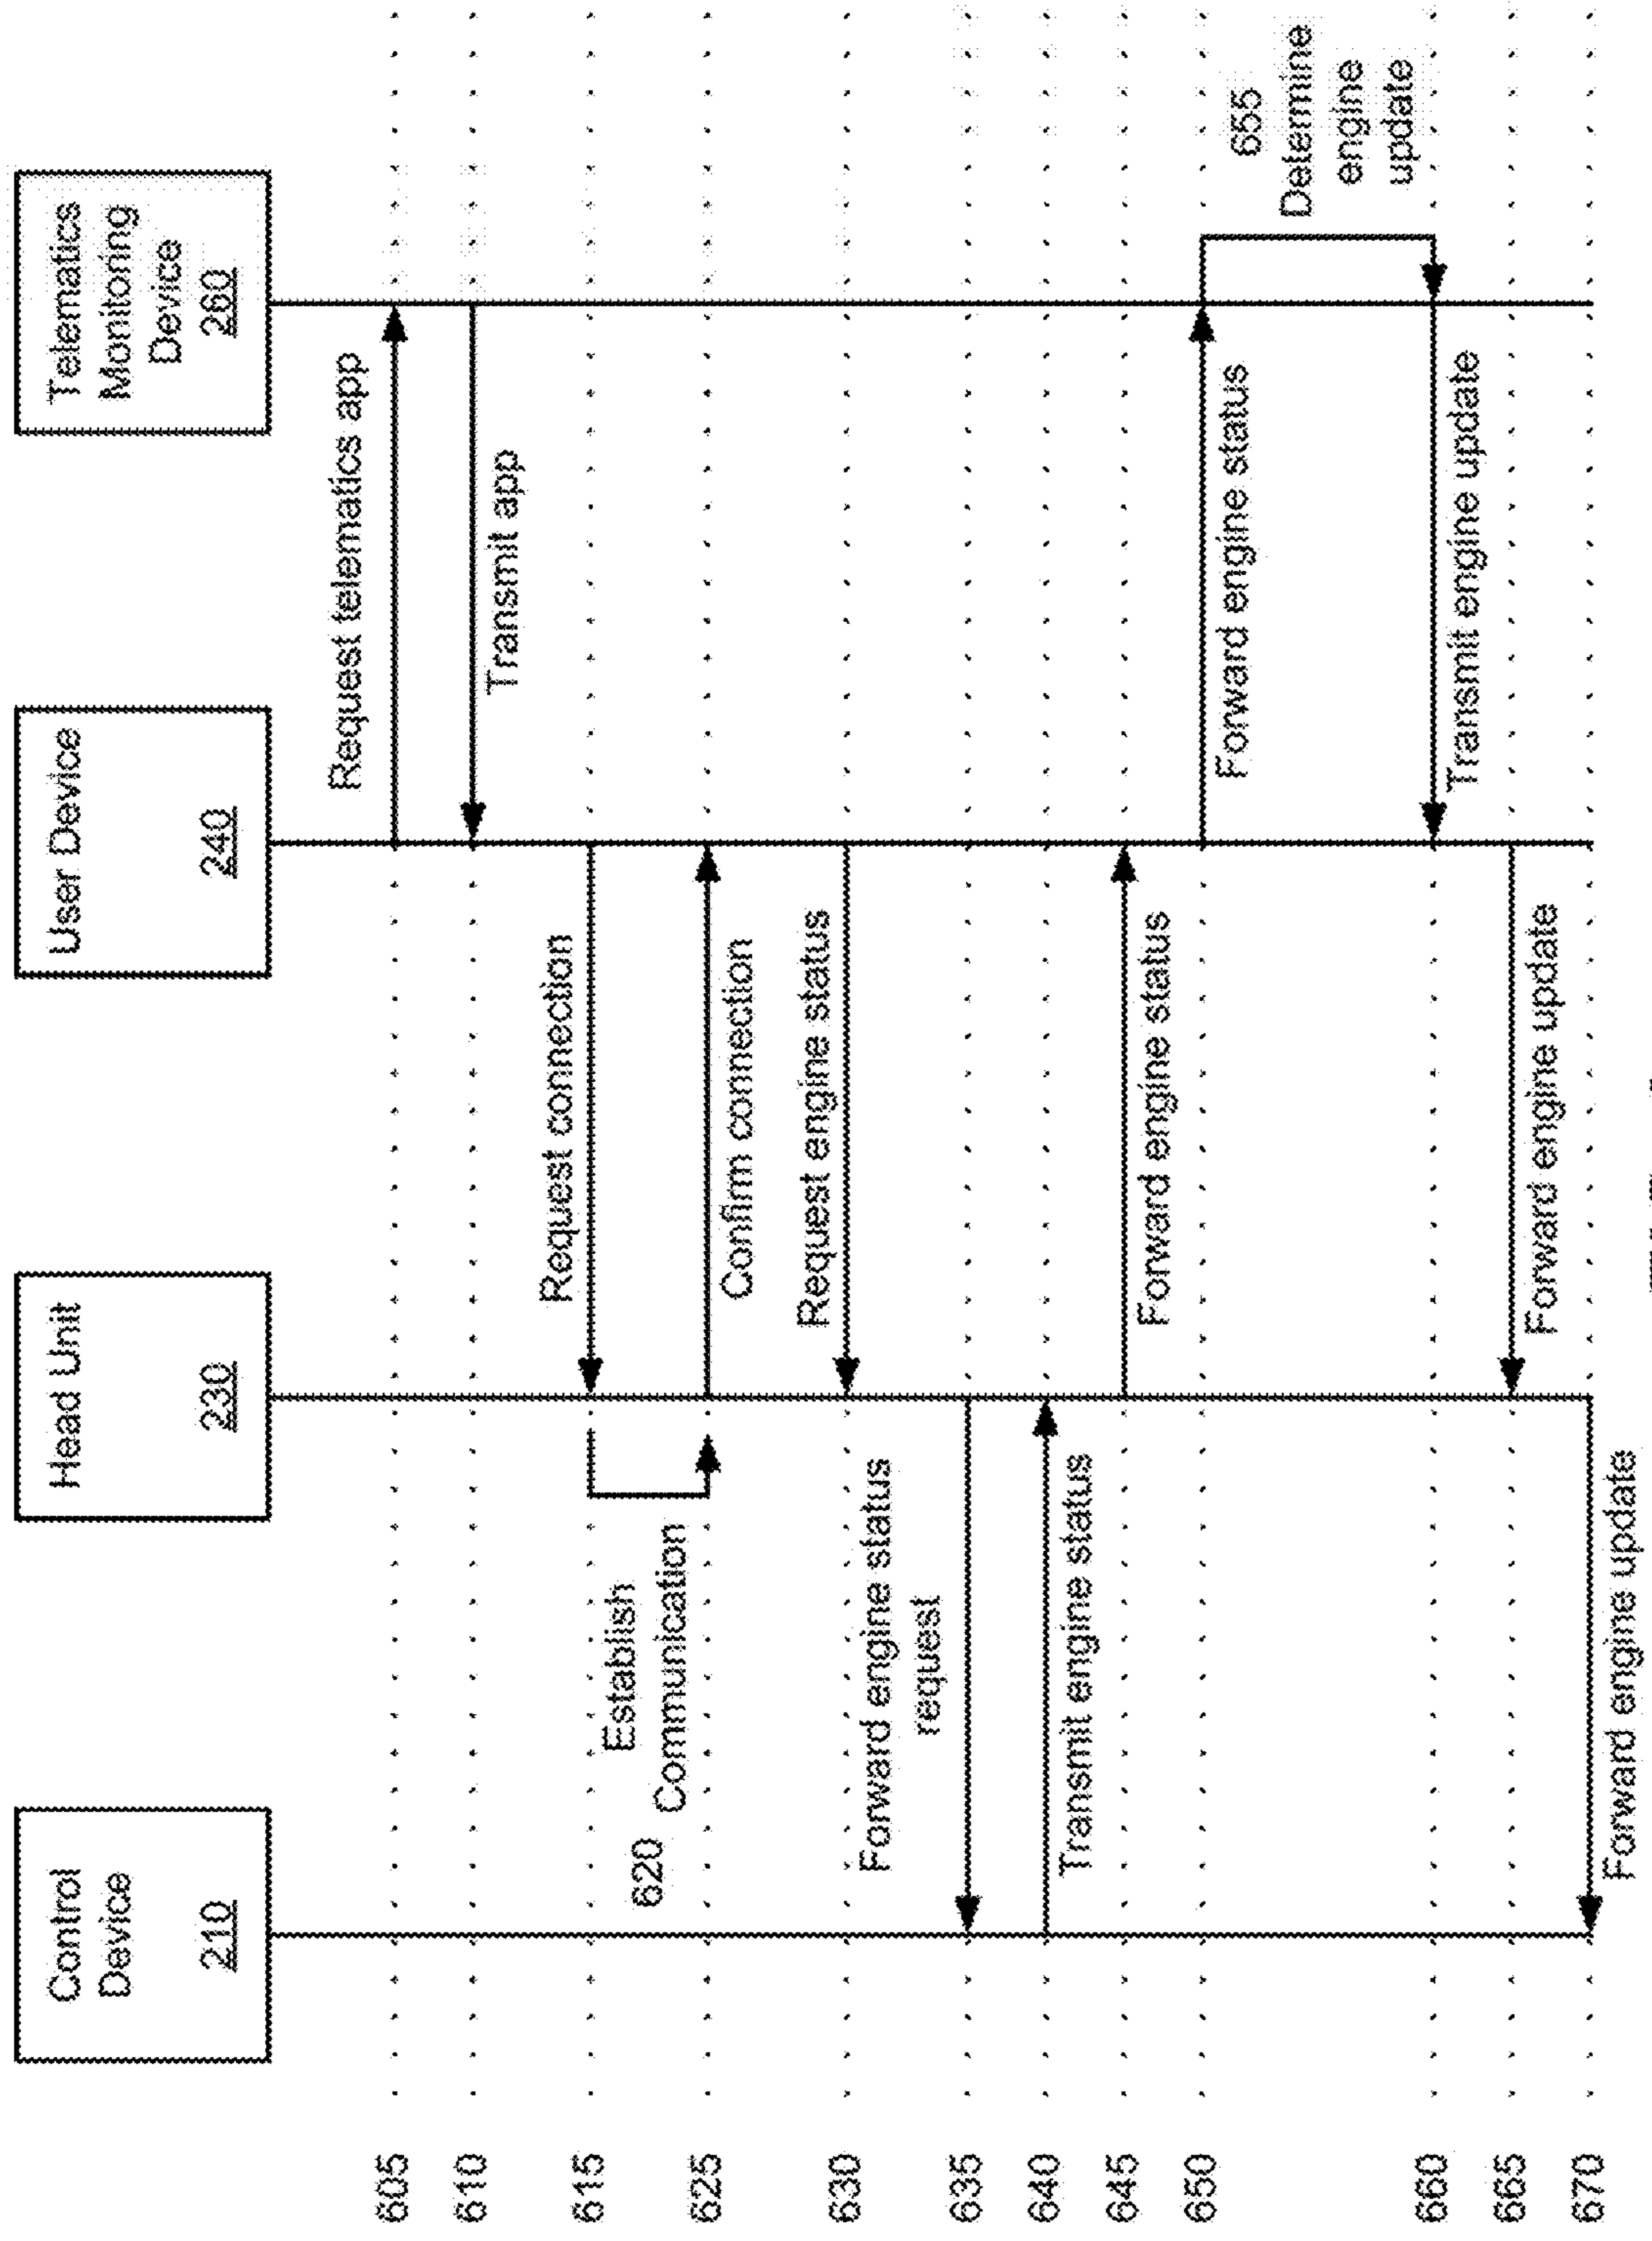 Control
Device
210
Head Unit
230
User Device
240
Telematics
Monitoring
Device
260
605
Request telematics app
610
Transmit app
615
Request connection
620
Establish
Communication
625
Confirm connection
630
Request engine status
635
Forward engine status
request
640
Transmit engine status
645
Forward engine status
650
Forward engine status
655
Determine
engine
update
660
Transmit engine update
665
Forward engine update
670
Forward engine update